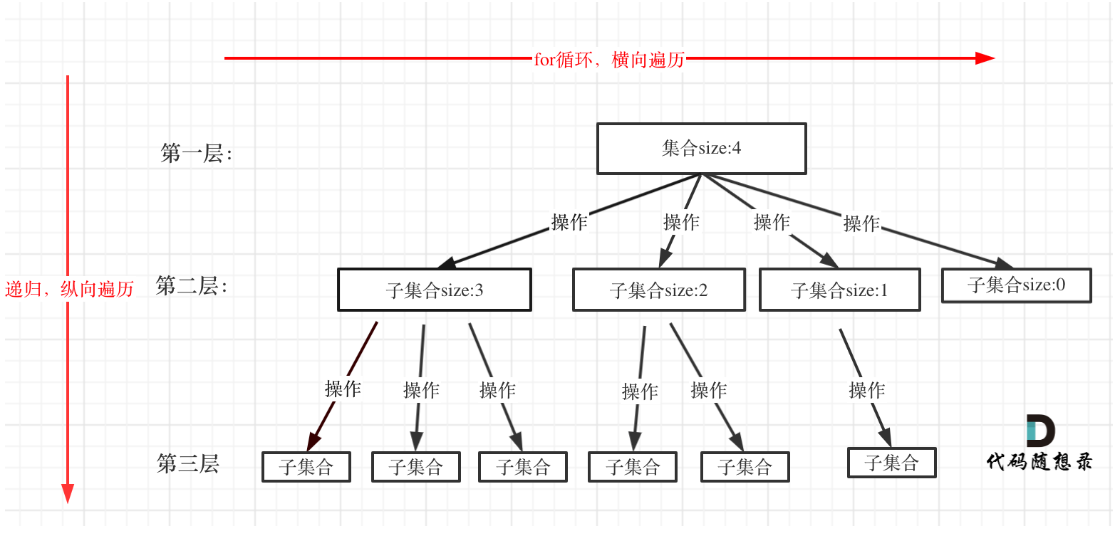 for循环，横向遍历
第一层：
集合size:4
操作
操作
操作
操作
递归，纵向遍历
第二层：
子集合size:3
子集合size:2
子集合size:1
子集合size:0
操作
操作
操作
操作
操作
操作
第三层
子集合
子集合
子集合
子集合
子集合
子集合
代码随想录